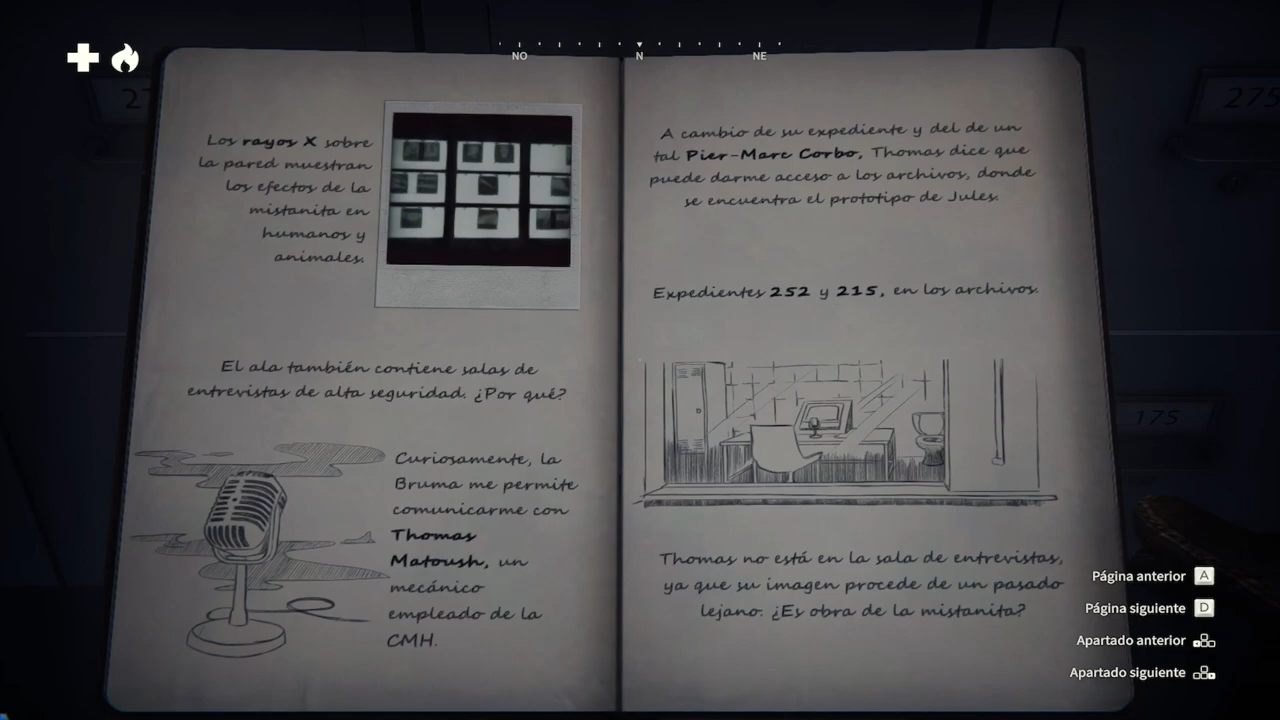 NO
N
NE
27
275
175
Los rayos X sobre
la pared muestran
los efectos de la
mistanita en
humanos y
animales.
El ala también contiene salas de
entrevistas de alta seguridad. ¿Por qué?
Curiosamente, la
Bruma me permite
comunicarme con
Thomas
Matoush, un
mecánico
empleado de la
CMH.
A cambio de su expediente y del de un
tal Pier-Marc Corbo, Thomas dice que
puede darme acceso a los archivos, donde
se encuentra el prototipo de Jules.
Expedientes 252 y 215, en los archivos.
Thomas no está en la sala de entrevistas,
ya que su imagen procede de un pasado
lejano. ¿Es obra de la mistanita?
Página anterior A
Página siguiente D
Apartado anterior
Apartado siguiente